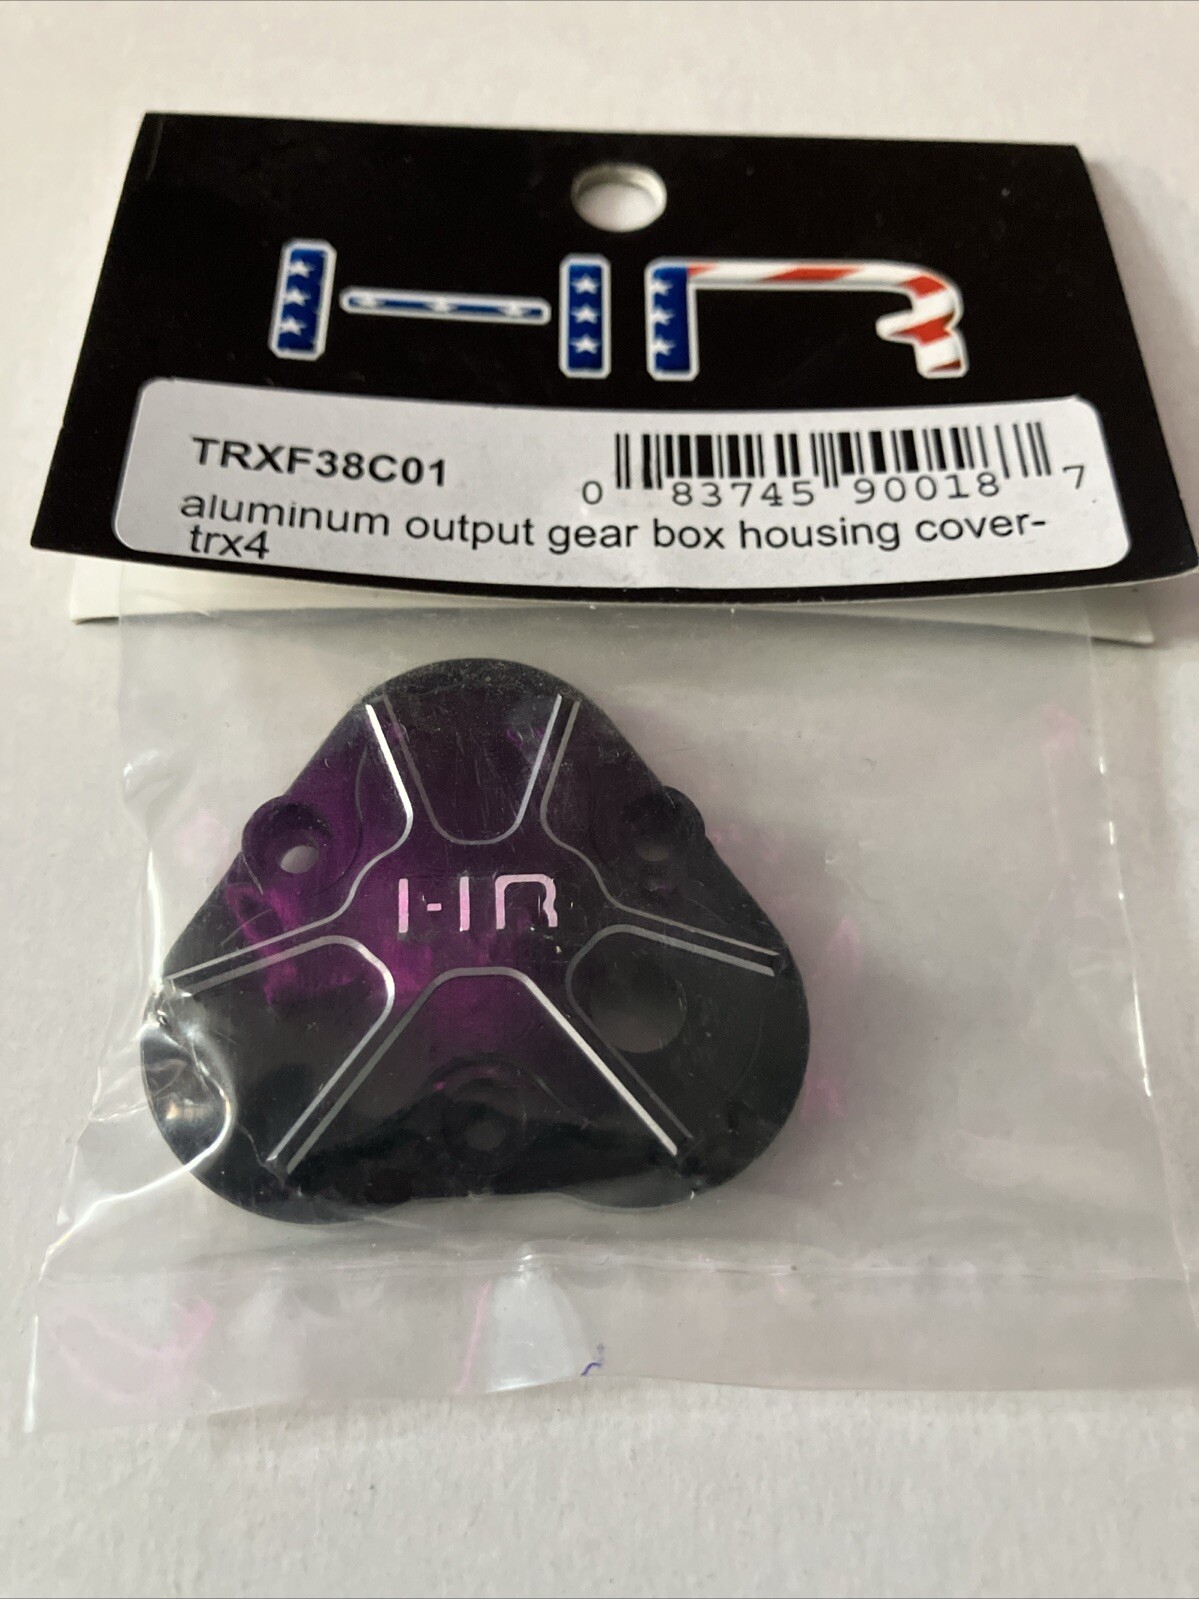 HR
TRXF38C01
0 83745 90018 7
aluminum output gear box housing cover-
trx4
HR